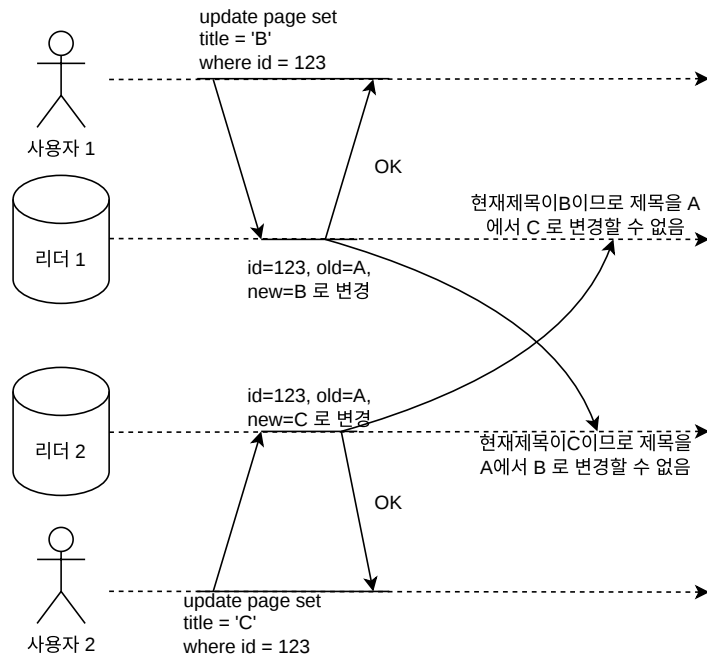 update page set
title = 'B'
where id = 123
사용자 1
OK
현재제목이B이므로 제목을 A
에서 C 로 변경할 수 없음
리더 1
id=123, old=A,
new=B 로 변경
id=123, old=A,
new=C 로 변경
현재제목이C이므로 제목을
A에서 B 로 변경할 수 없음
리더 2
OK
update page set
title = 'C'
where id = 123
사용자 2